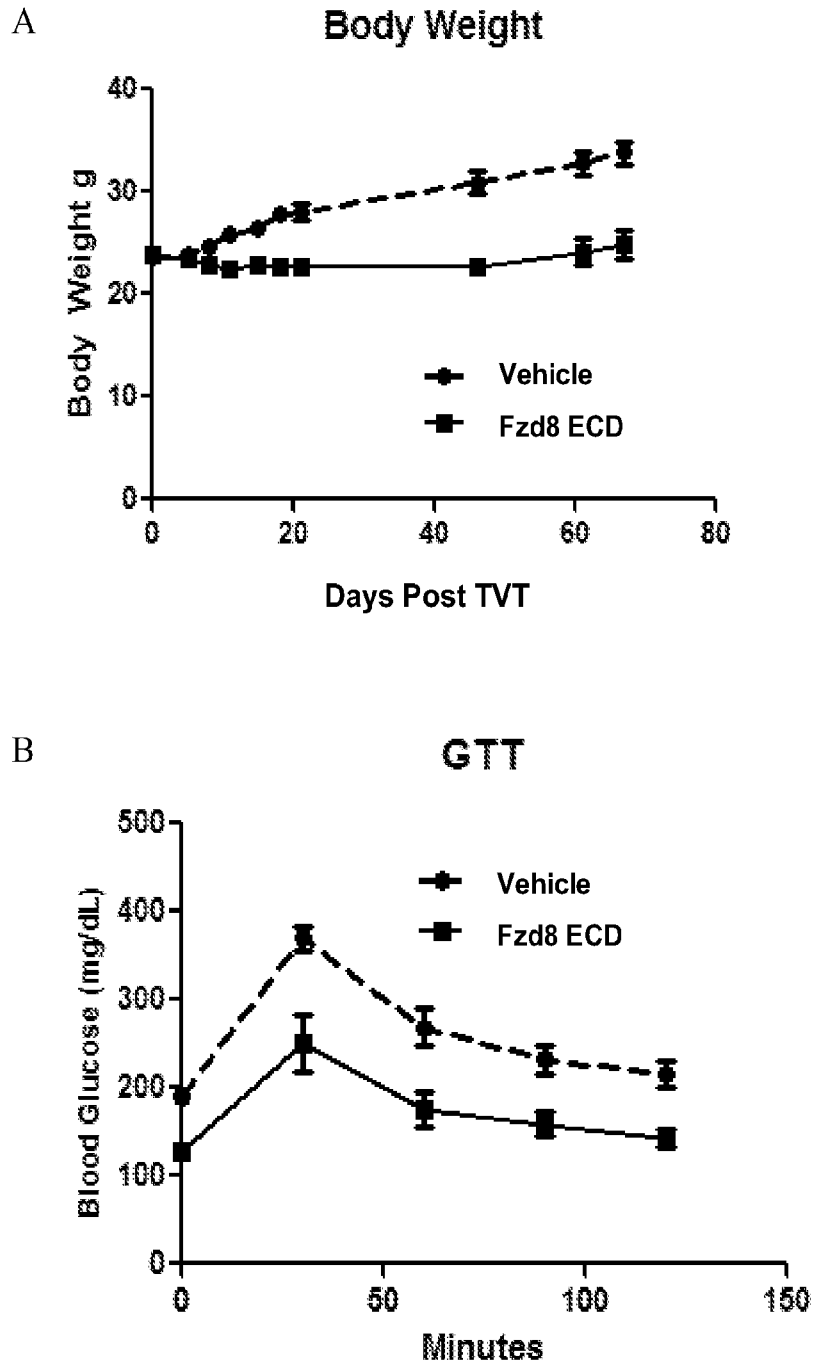 A
Body Weight
40
30
20
10
0
Body Weight g
Vehicle
Fzd8 ECD
0 20 40 60 80
Days Post TVT
B
GTT
500
400
300
200
100
0
Blood Glucose (mg/dL)
Vehicle
Fzd8 ECD
0 50 100 150
Minutes